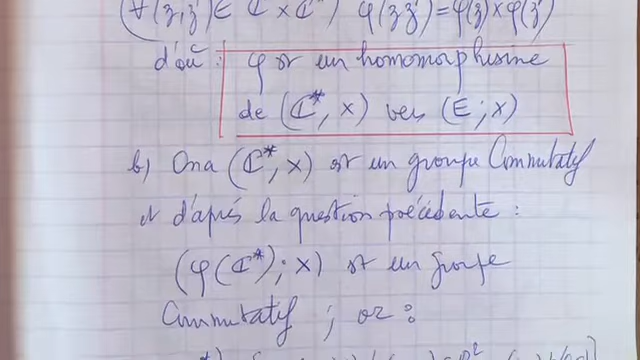 (∀(z,z')∈ ℂ*×ℂ*) φ(zz')=φ(z)×φ(z')
d'où : φ est un homomorphisme
de (ℂ*, ×) vers (E ; ×)
b) On a (ℂ*, ×) est un groupe Commutatif
et d'après la question précédente :
(φ(ℂ*) ; ×) est un groupe
Commutatif ; or :